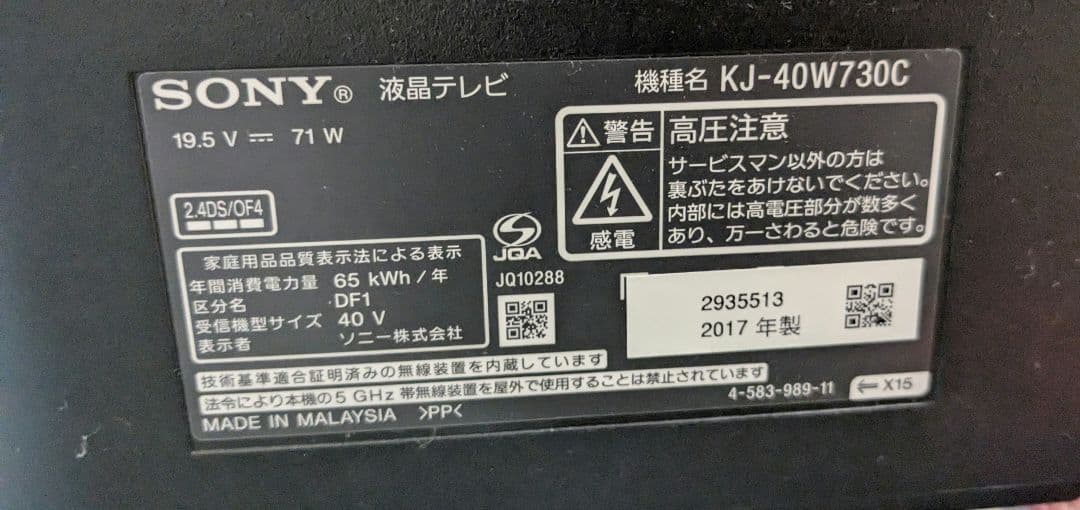 SONY® 液晶テレビ
機種名 KJ-40W730C
19.5 V ⎓ 71 W
⚠警告
感電
高圧注意
サービスマン以外の方は
裏ぶたをあけないでください。
内部には高電圧部分が数多く
あり、万一さわると危険です。
2.4DS/OF4
家庭用品品質表示法による表示
年間消費電力量 65 kWh / 年
区分名 DF1
受信機型サイズ 40 V
表示者 ソニー株式会社
JQA
JQ10288
2935513
2017 年製
技術基準適合証明済みの無線装置を内蔵しています
法令により本機の5 GHz 帯無線装置を屋外で使用することは禁止されています
MADE IN MALAYSIA >PP<
4-583-989-11
⇐ X15